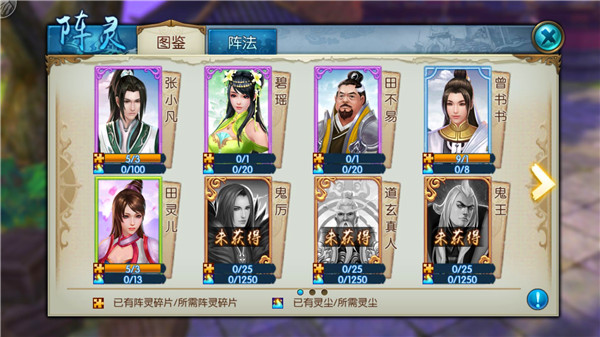 阵灵
图鉴
阵法
张小凡
5/3
0/100
碧瑶
0/1
0/20
田不易
0/1
0/20
曾书书
9/1
0/8
田灵儿
5/3
0/13
鬼厉
未获得
0/25
0/1250
道玄真人
未获得
0/25
0/1250
鬼王
未获得
0/25
0/1250
已有阵灵碎片/所需阵灵碎片
已有灵尘/所需灵尘